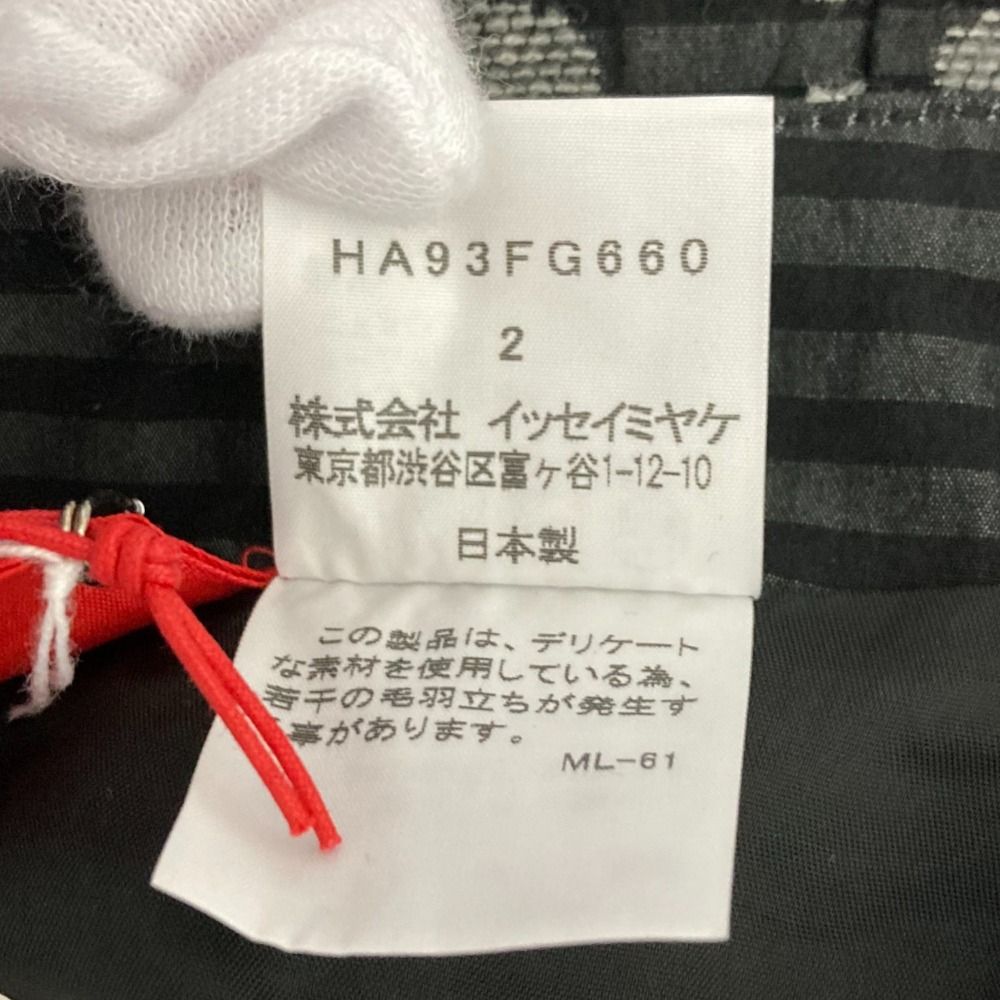 HA93FG660
2
株式会社 イッセイミヤケ
東京都渋谷区富ヶ谷1-12-10
日本製
この製品は、デリケート
な素材を使用している為、
若干の毛羽立ちが発生す
事があります。
ML-61